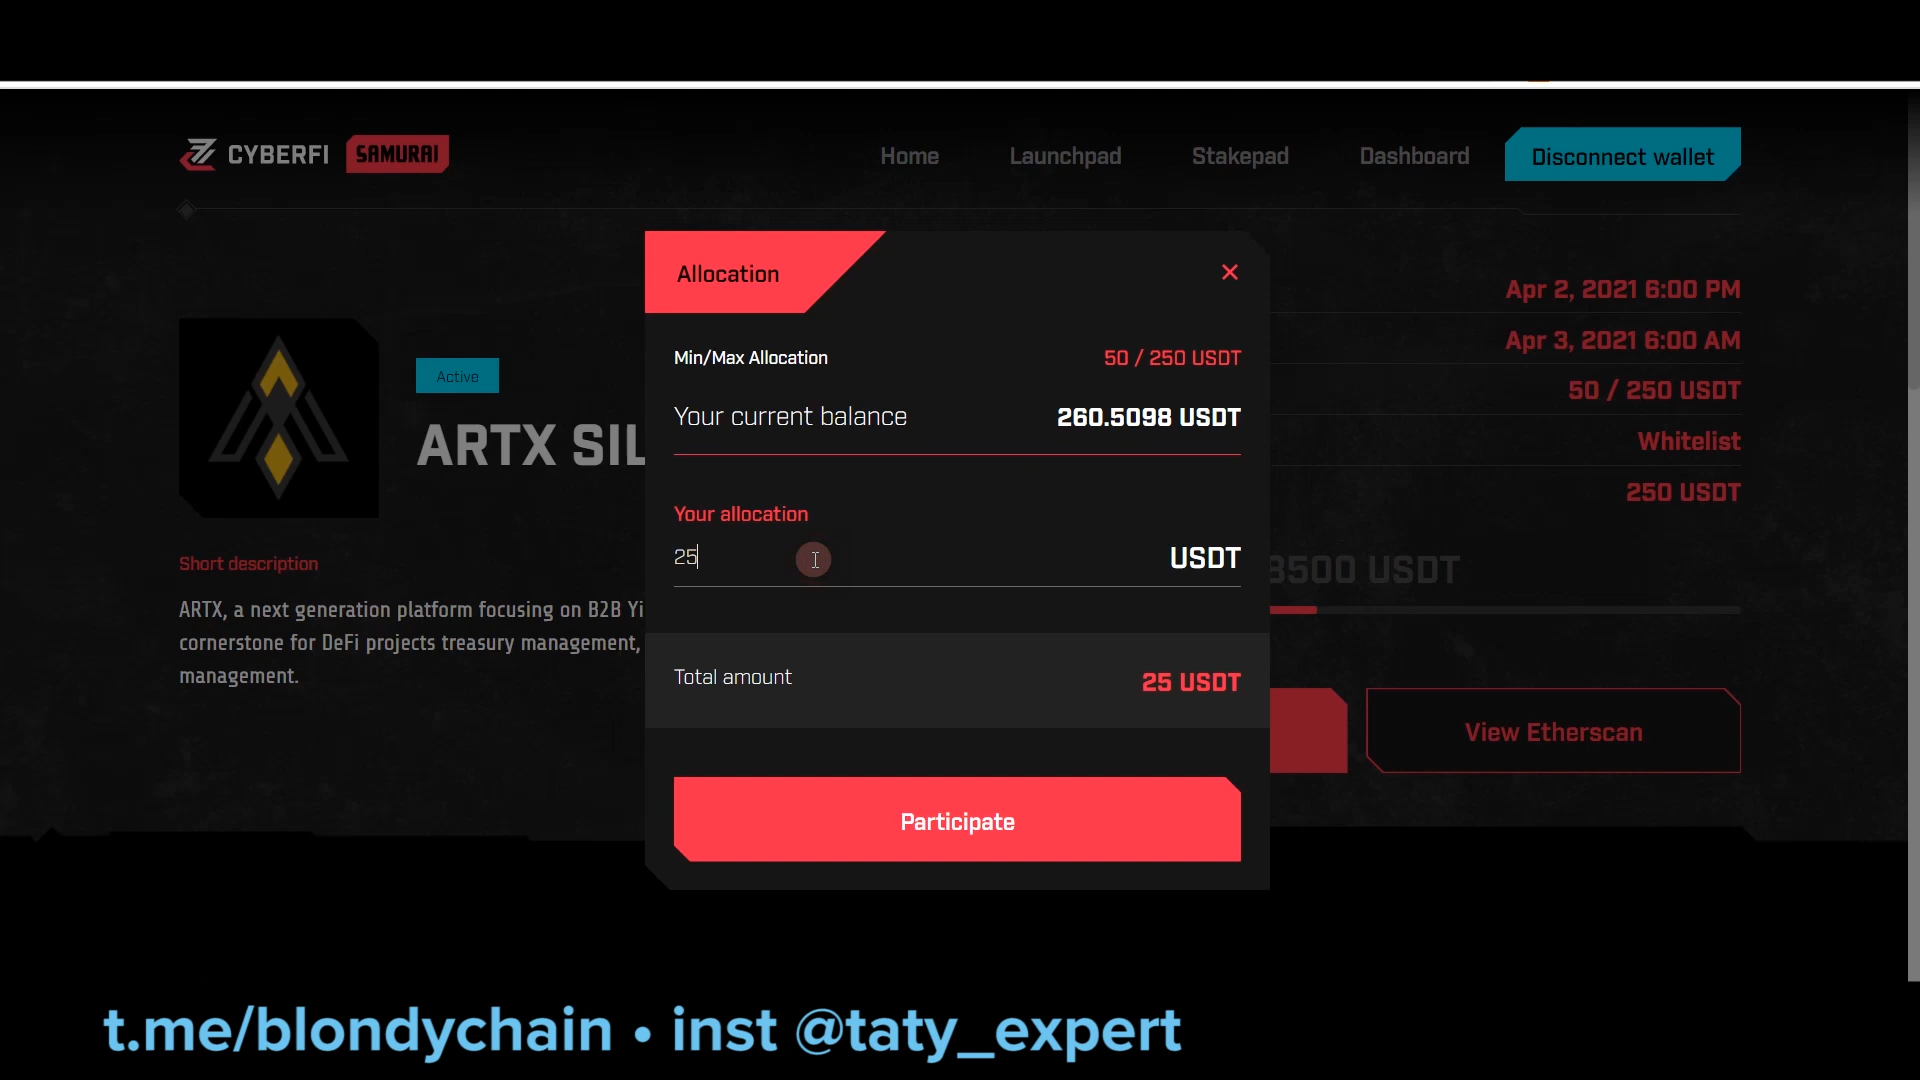 CYBERFI SAMURAI
Home Launchpad Stakepad Dashboard Disconnect wallet
Allocation
Min/Max Allocation 50 / 250 USDT
Your current balance 260.5098 USDT
Your allocation
25 USDT
Total amount 25 USDT
Participate
Active
ARTX SIL
Short description
ARTX, a next generation platform focusing on B2B Yi
cornerstone for DeFi projects treasury management,
management.
Apr 2, 2021 6:00 PM
Apr 3, 2021 6:00 AM
50 / 250 USDT
Whitelist
250 USDT
3500 USDT
View Etherscan
t.me/blondychain • inst @taty_expert